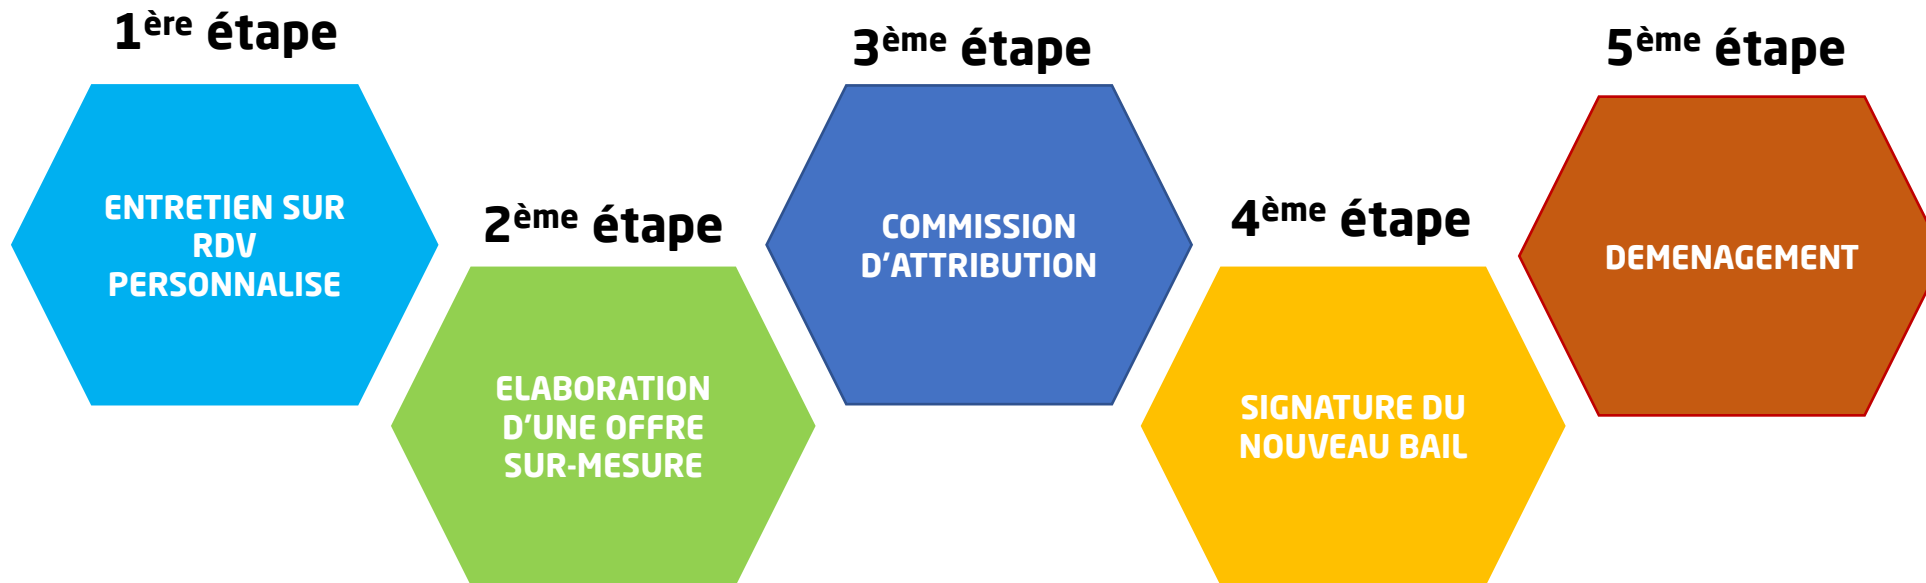 1ère étape
ENTRETIEN SUR
RDV
PERSONNALISE
2ème étape
ELABORATION
D’UNE OFFRE
SUR-MESURE
3ème étape
COMMISSION
D’ATTRIBUTION
4ème étape
SIGNATURE DU
NOUVEAU BAIL
5ème étape
DEMENAGEMENT